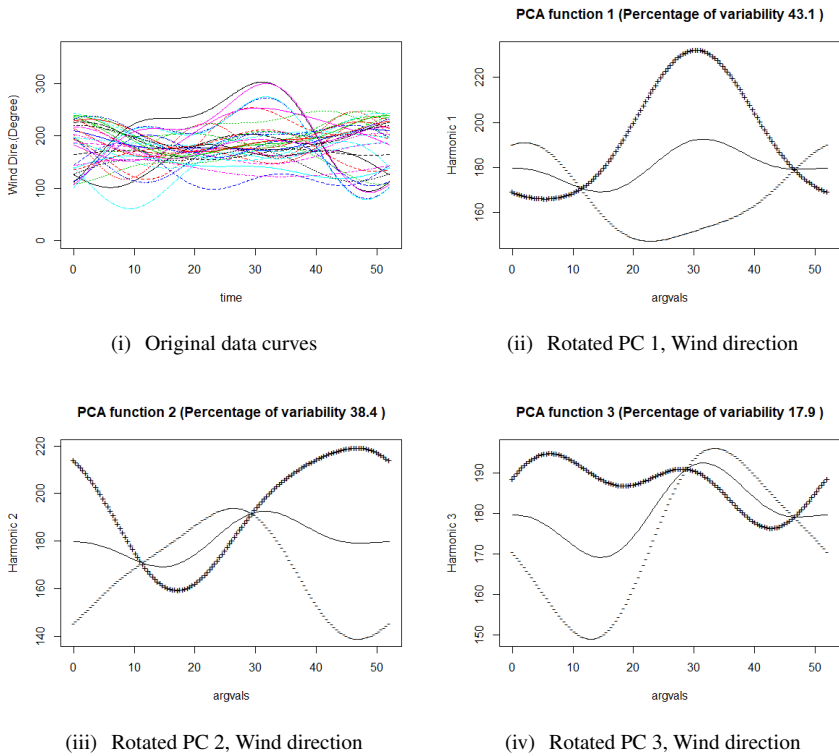 PCA function 1 (Percentage of variability 43.1 )
Wind Dire.(Degree)
0 100 200 300
0 10 20 30 40 50
time
Harmonic 1
160 180 200 220
0 10 20 30 40 50
argvals
(i) Original data curves
(ii) Rotated PC 1, Wind direction
PCA function 2 (Percentage of variability 38.4 )
PCA function 3 (Percentage of variability 17.9 )
Harmonic 2
140 160 180 200 220
0 10 20 30 40 50
argvals
Harmonic 3
150 160 170 180 190
0 10 20 30 40 50
argvals
(iii) Rotated PC 2, Wind direction
(iv) Rotated PC 3, Wind direction